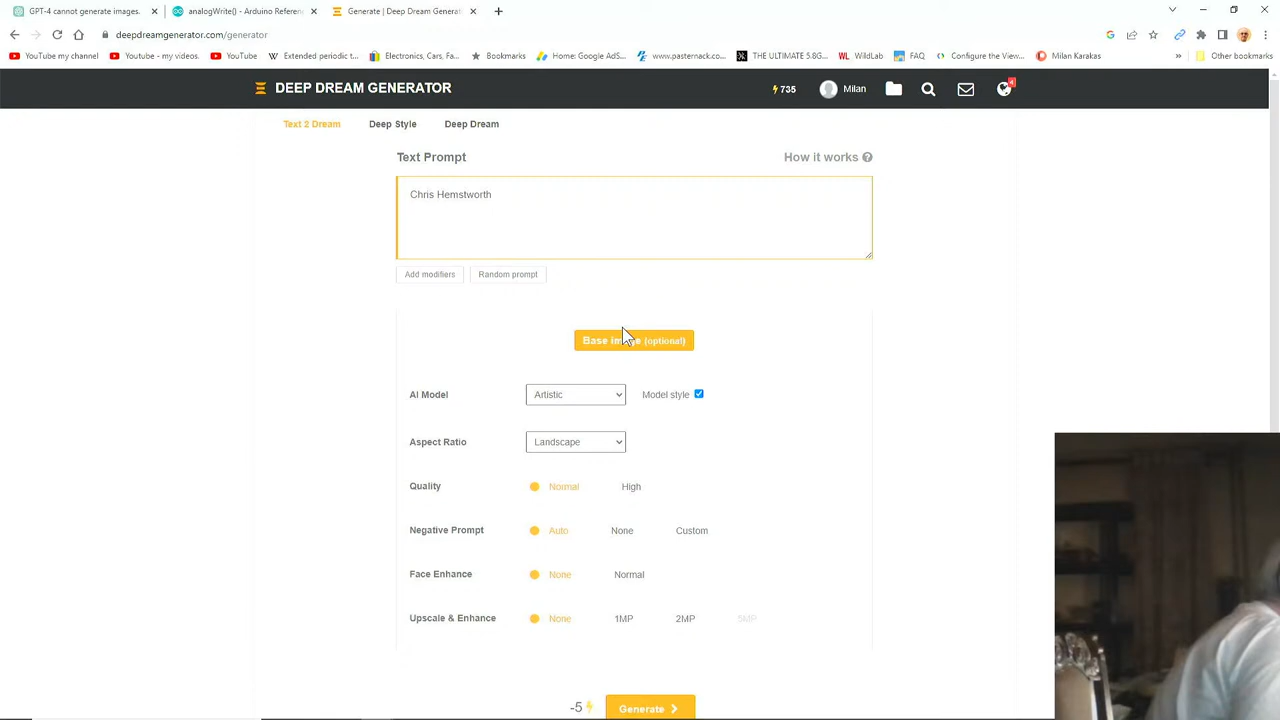 GPT-4 cannot generate images.
analogWrite() - Arduino Referen
Generate | Deep Dream Generat
deepdreamgenerator.com/generator
YouTube my channel
Youtube - my videos.
YouTube
Extended periodic t...
Electronics, Cars, Fa...
Bookmarks
Home: Google AdS...
www.pasternack....
THE ULTIMATE 5.8G...
WL WildLab
FAQ
Configure the View...
Milan Karakas
»
Other bookmarks
DEEP DREAM GENERATOR
735
Milan
4
Text 2 Dream
Deep Style
Deep Dream
Text Prompt
How it works
Chris Hemstworth
Add modifiers
Random prompt
Base image (optional)
AI Model
Artistic
Model style
Aspect Ratio
Landscape
Quality
Normal
High
Negative Prompt
Auto
None
Custom
Face Enhance
None
Normal
Upscale & Enhance
None
1MP
2MP
5MP
-5
Generate